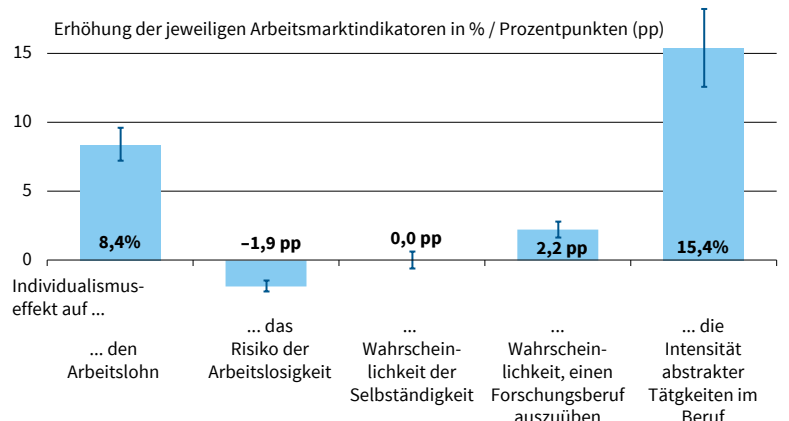 Erhöhung der jeweiligen Arbeitsmarktindikatoren in % / Prozentpunkten (pp)
15
10
5
0
8,4%
–1,9 pp
0,0 pp
2,2 pp
15,4%
Individualismus-
effekt auf ...
... den
Arbeitslohn
... das
Risiko der
Arbeitslosigkeit
...
Wahrschein-
lichkeit der
Selbständigkeit
...
Wahrschein-
lichkeit, einen
Forschungsberuf
auszuüben
... die
Intensität
abstrakter
Tätgkeiten im
Beruf